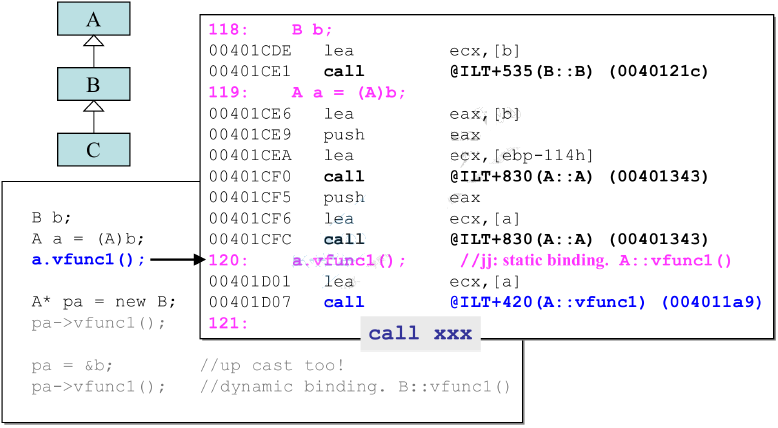 A
B
C
118:    B b;
00401CDE   lea         ecx,[b]
00401CE1   call        @ILT+535(B::B) (0040121c)
119:    A a = (A)b;
00401CE6   lea         eax,[b]
00401CE9   push        eax
00401CEA   lea         ecx,[ebp-114h]
00401CF0   call        @ILT+830(A::A) (00401343)
00401CF5   push        eax
00401CF6   lea         ecx,[a]
00401CFC   call        @ILT+830(A::A) (00401343)
120:    a.vfunc1();     //jj: static binding. A::vfunc1()
00401D01   lea         ecx,[a]
00401D07   call        @ILT+420(A::vfunc1) (004011a9)
121:
call xxx
B b;
A a = (A)b;
a.vfunc1();
A* pa = new B;
pa->vfunc1();
pa = &b;        //up cast too!
pa->vfunc1();   //dynamic binding. B::vfunc1()